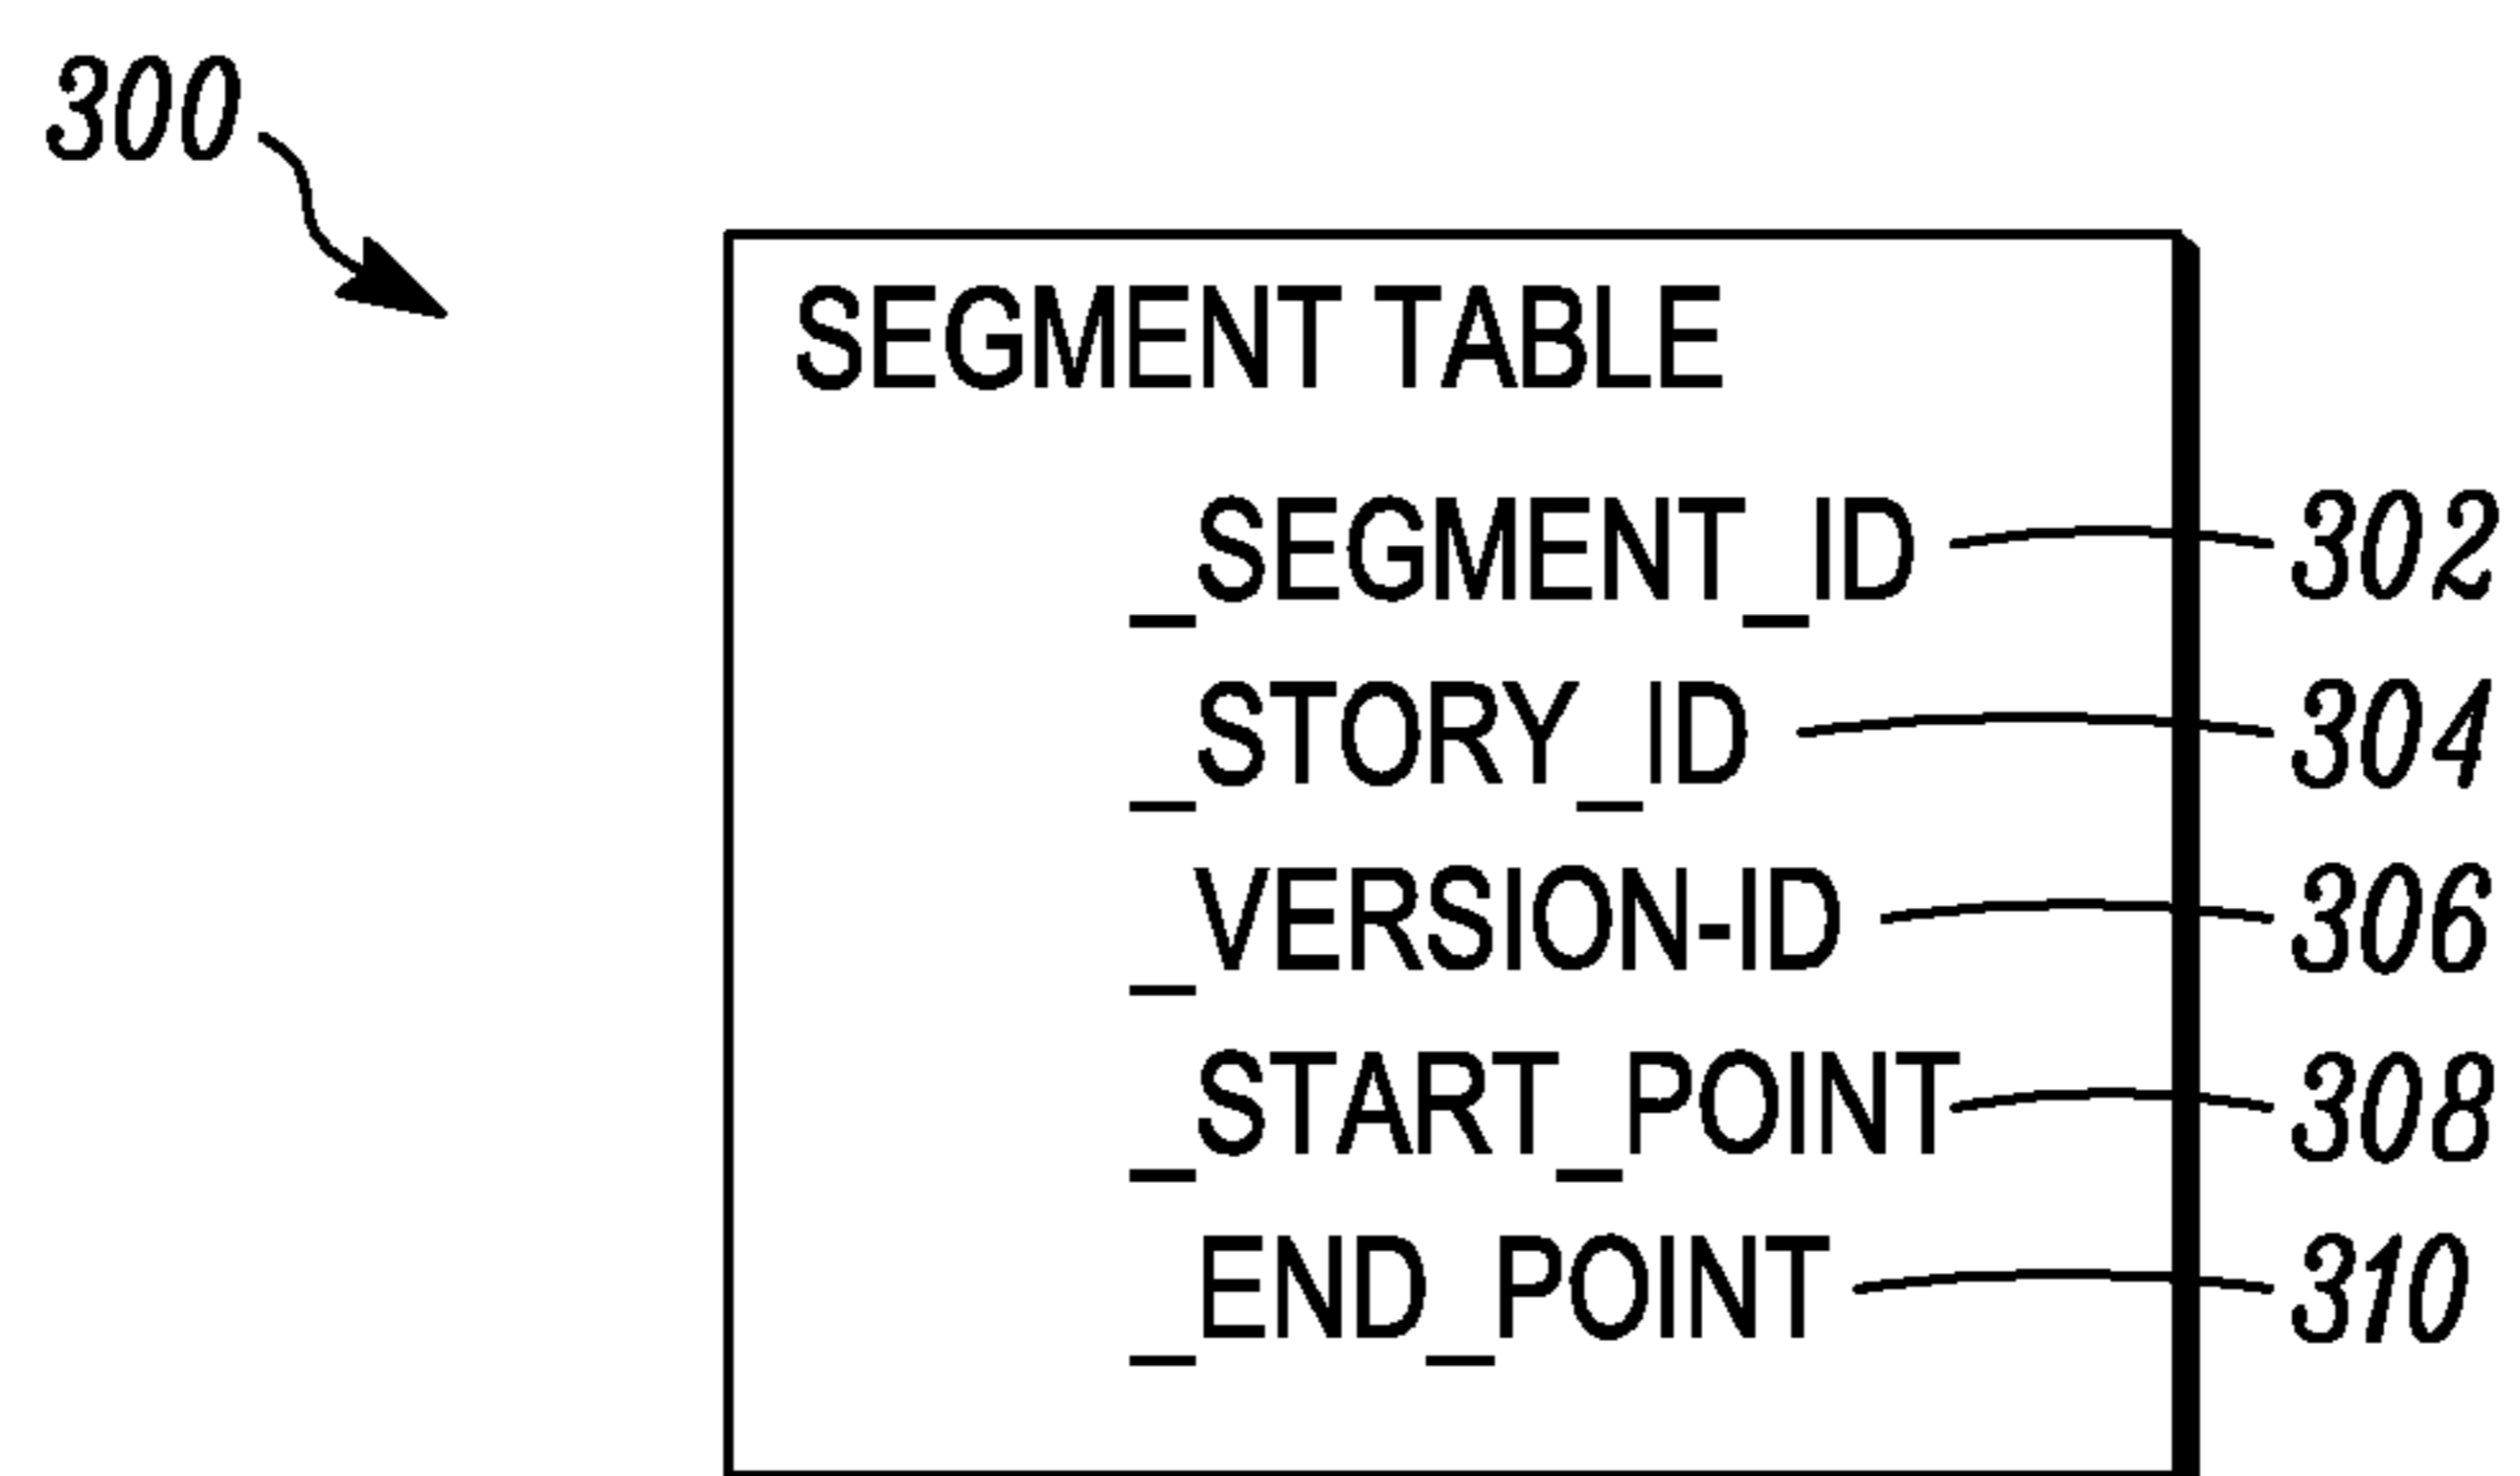 300
SEGMENT TABLE
_SEGMENT_ID 302
_STORY_ID 304
_VERSION-ID 306
_START_POINT 308
_END_POINT 310